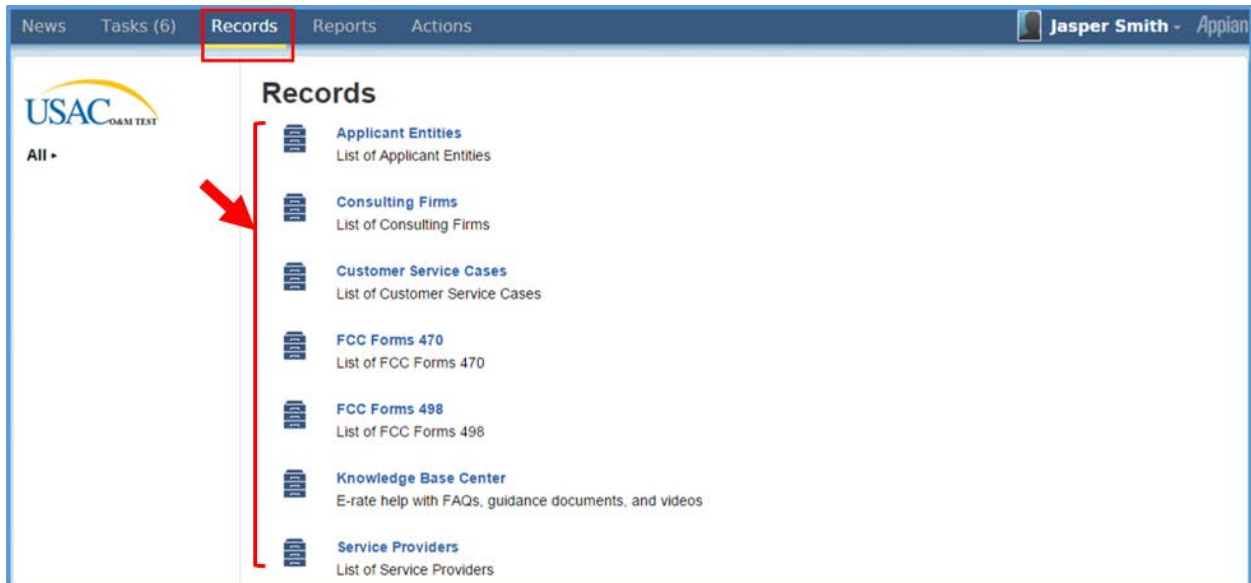 News Tasks (6) Records Reports Actions Jasper Smith Appian
USAC O&M TEST
All
Records
Applicant Entities
List of Applicant Entities
Consulting Firms
List of Consulting Firms
Customer Service Cases
List of Customer Service Cases
FCC Forms 470
List of FCC Forms 470
FCC Forms 498
List of FCC Forms 498
Knowledge Base Center
E-rate help with FAQs, guidance documents, and videos
Service Providers
List of Service Providers